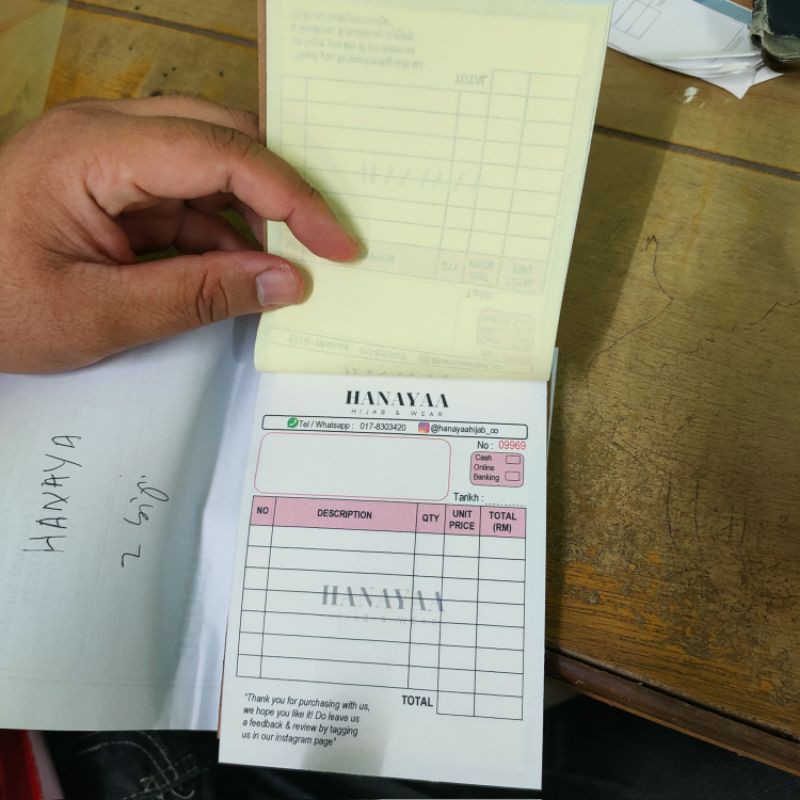 HANAYAA
HIJAB & WEAR
Tel / Whatsapp : 017-8303420 @hanayaahijab_co
No : 09969
Cash
Online
Banking
Tarikh :
NO DESCRIPTION QTY UNIT PRICE TOTAL (RM)
HANAYAA
HIJAB & WEAR
TOTAL
"Thank you for purchasing with us,
we hope you like it! Do leave us
a feedback & review by tagging
us in our instagram page"
HANAYA
2